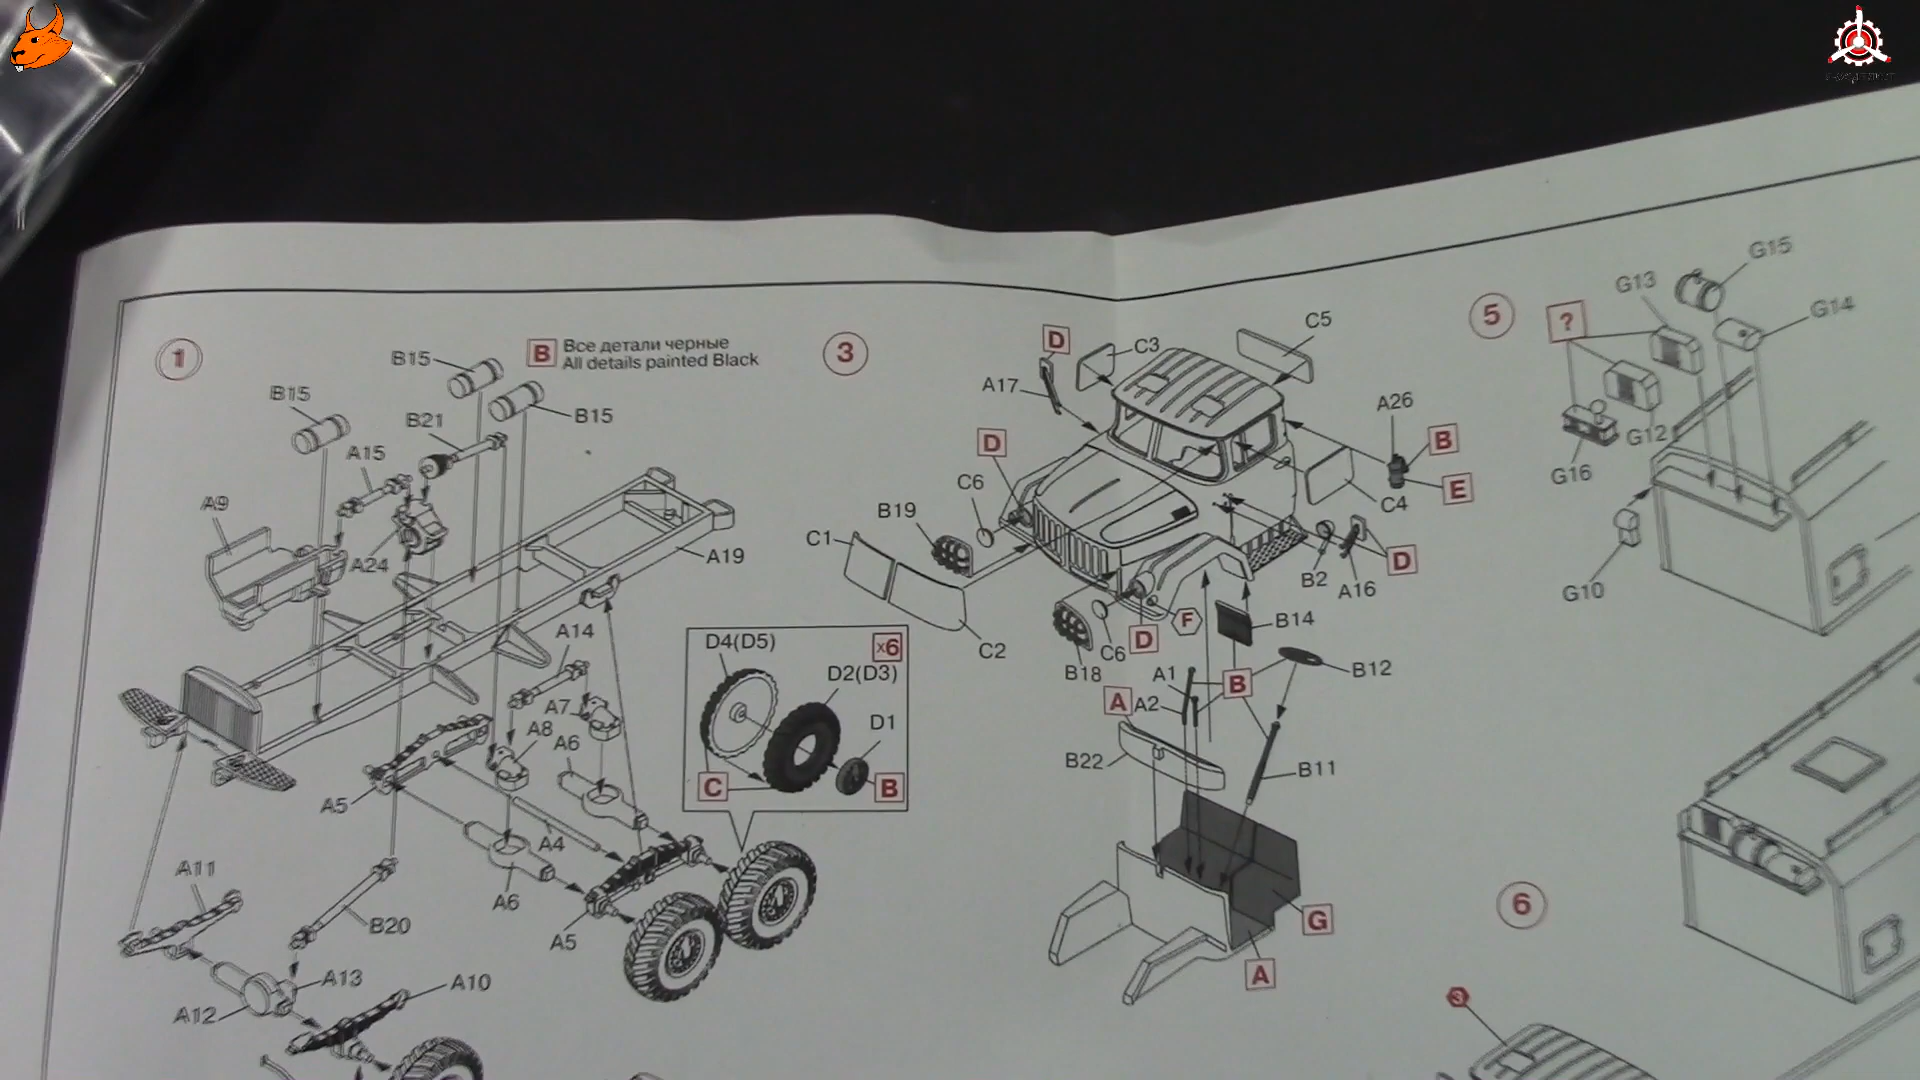 1
B15
B
Все детали черные
All details painted Black
B15
B15
B21
A15
A9
A24
A19
A14
A7
A8
A6
A5
A4
A6
A5
A11
B20
A13
A12
A10
D4(D5)
x6
D2(D3)
D1
C
B
3
D
C3
C5
A17
D
C6
B19
C1
C2
A26
B
E
C4
D
B2
A16
F
D
C6
B18
B14
B12
A1
A2
B
A
B22
B11
G
A
5
?
G13
G15
G14
G12
G16
G10
6
3